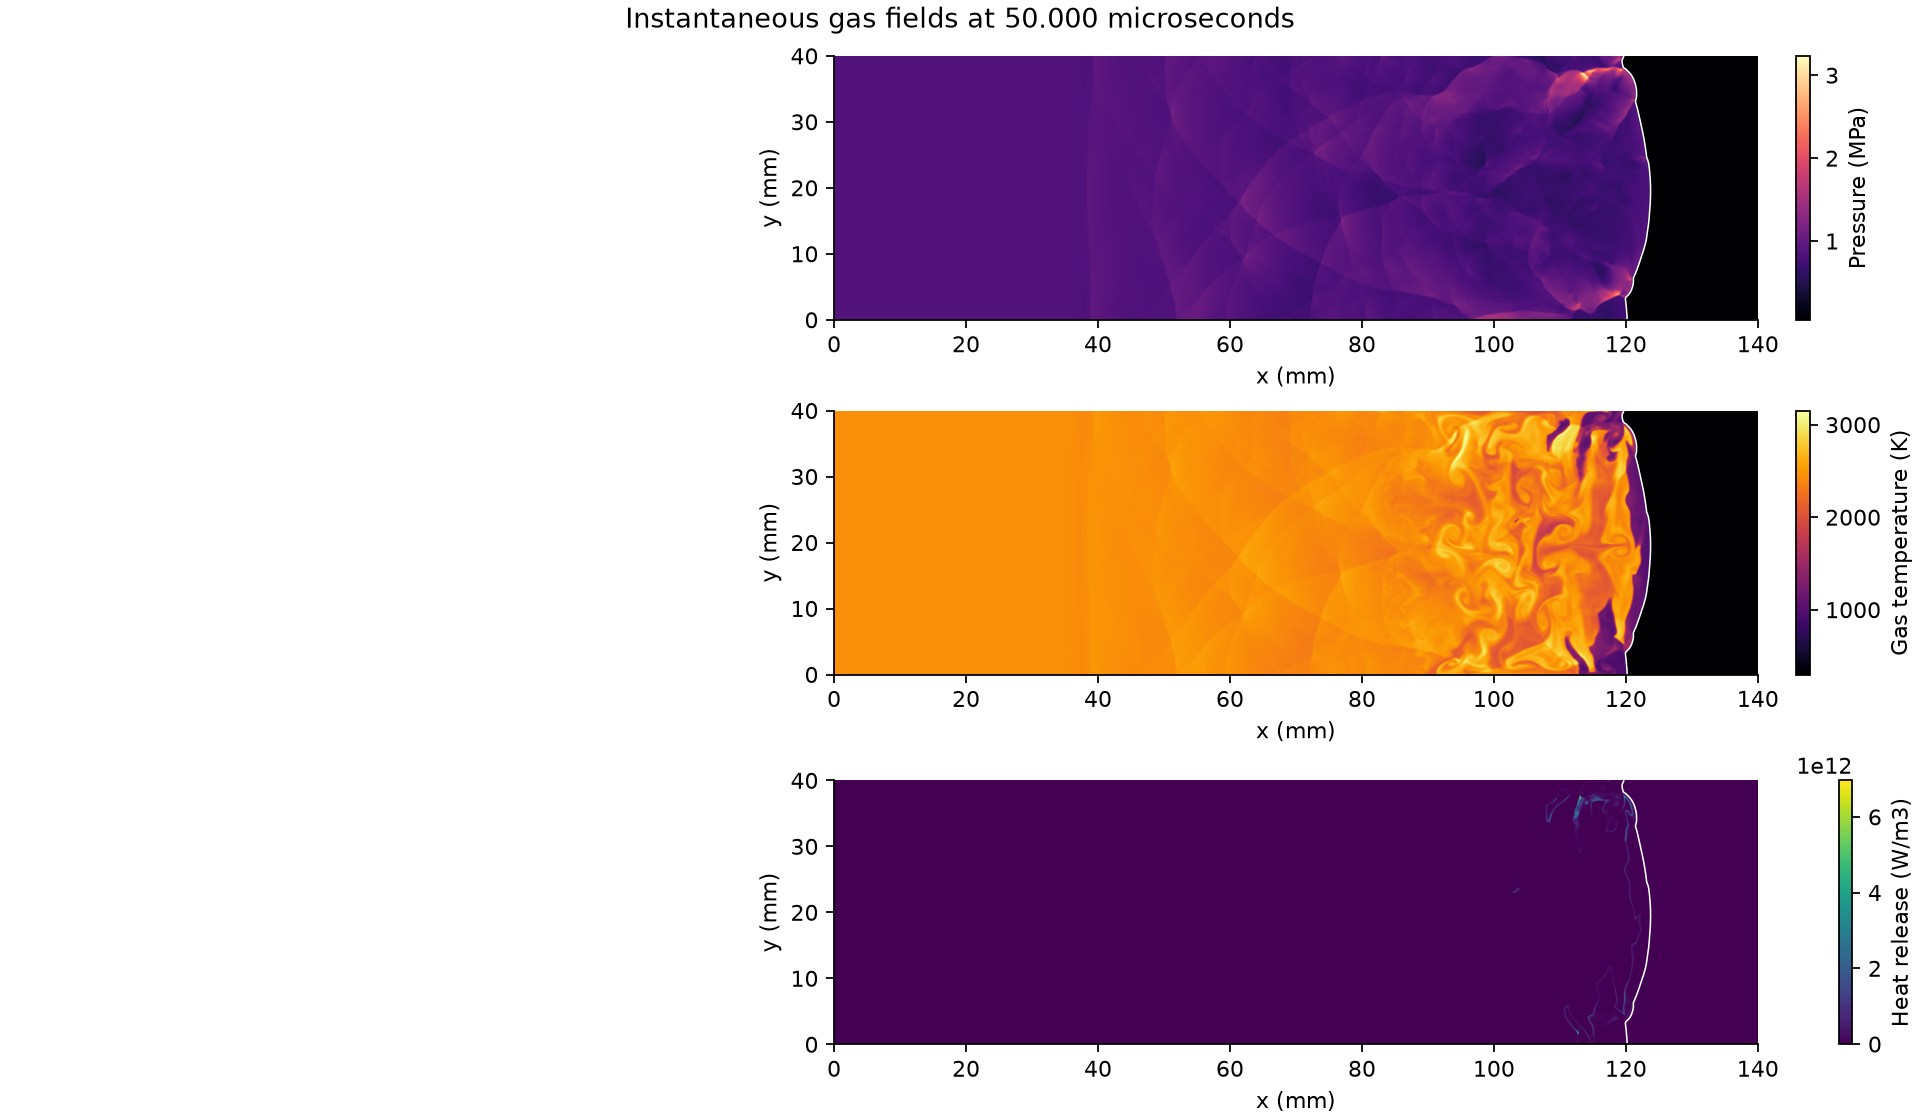 Instantaneous gas fields at 50.000 microseconds
40
30
20
10
0
y (mm)
0 20 40 60 80 100 120 140
x (mm)
3
2
1
Pressure (MPa)
40
30
20
10
0
y (mm)
0 20 40 60 80 100 120 140
x (mm)
3000
2000
1000
Gas temperature (K)
40
30
20
10
0
y (mm)
0 20 40 60 80 100 120 140
x (mm)
1e12
6
4
2
0
Heat release (W/m3)